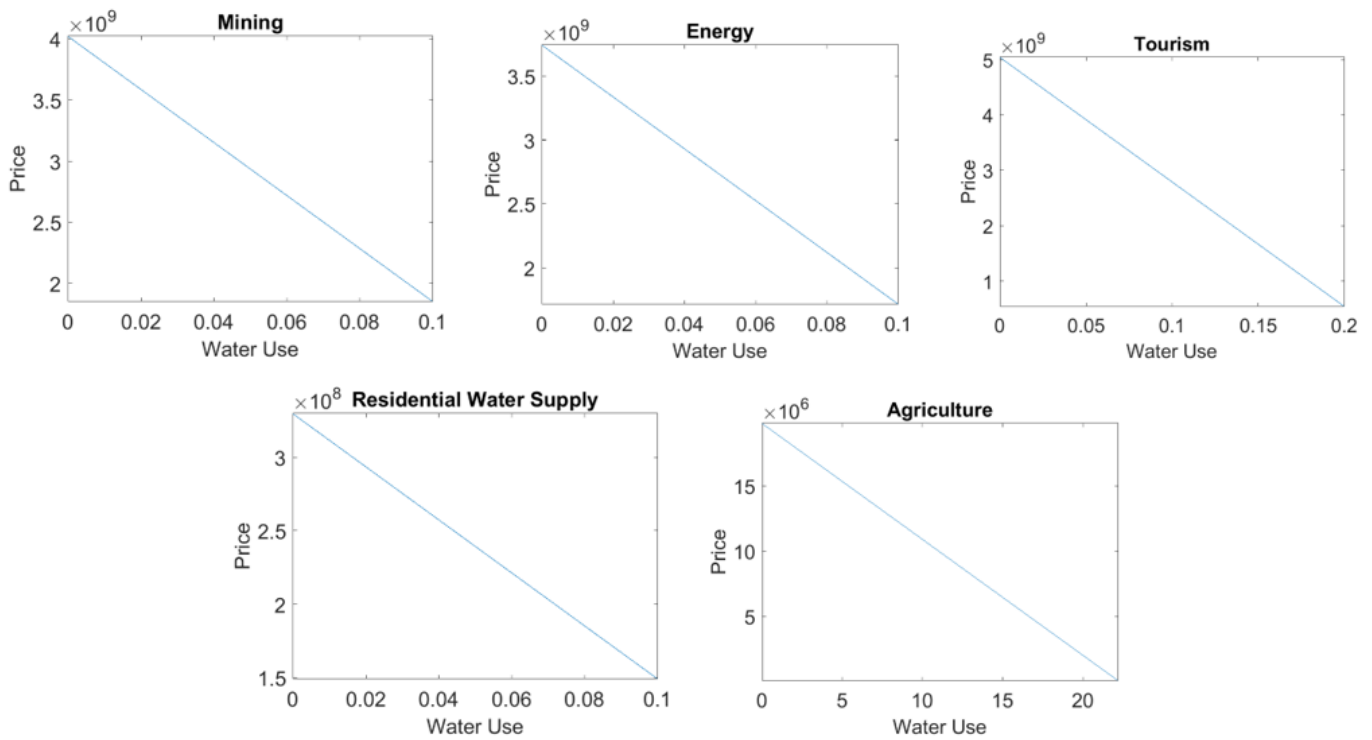 Mining
×10^9
4
3.5
3
2.5
2
Price
0 0.02 0.04 0.06 0.08 0.1
Water Use
Energy
×10^9
3.5
3
2.5
2
Price
0 0.02 0.04 0.06 0.08 0.1
Water Use
Tourism
×10^9
5
4
3
2
1
Price
0 0.05 0.1 0.15 0.2
Water Use
Residential Water Supply
×10^8
3
2.5
2
1.5
Price
0 0.02 0.04 0.06 0.08 0.1
Water Use
Agriculture
×10^6
15
10
5
Price
0 5 10 15 20
Water Use